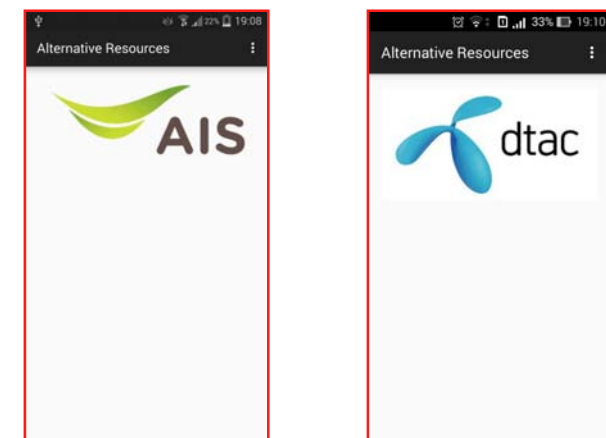 22% 19:08
Alternative Resources
AIS
33% 19:10
Alternative Resources
dtac